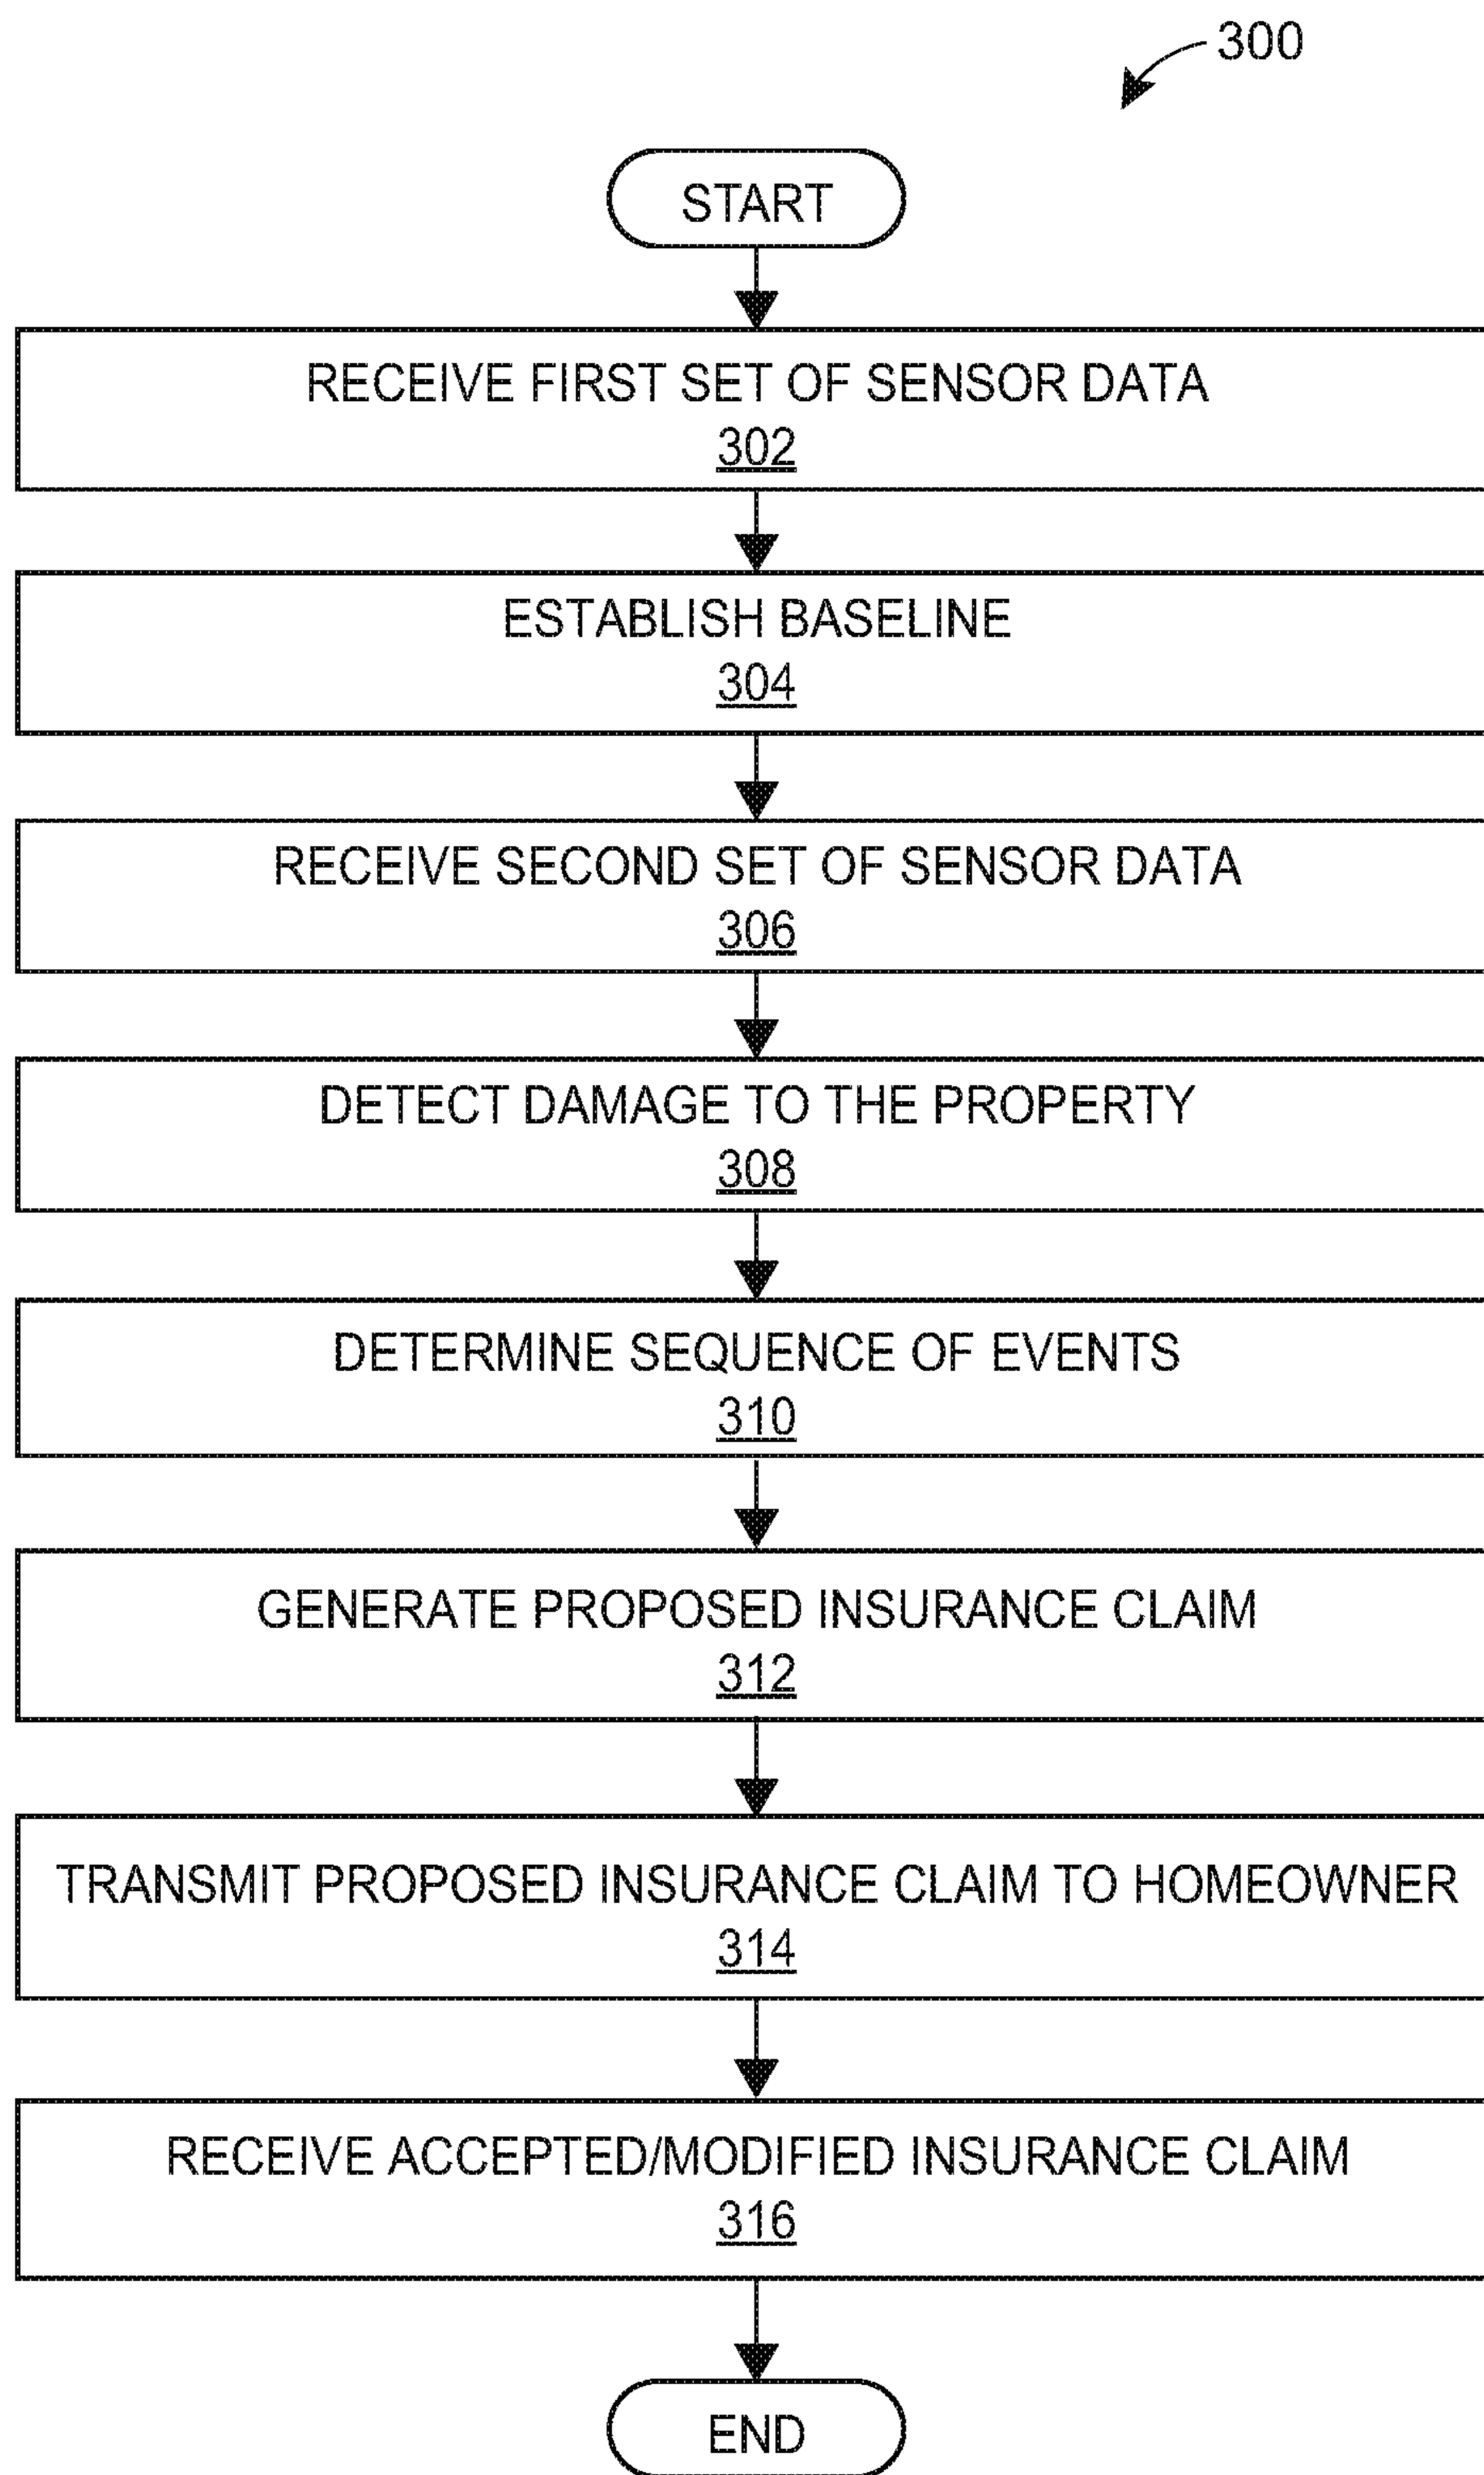 300
START
RECEIVE FIRST SET OF SENSOR DATA
302
ESTABLISH BASELINE
304
RECEIVE SECOND SET OF SENSOR DATA
306
DETECT DAMAGE TO THE PROPERTY
308
DETERMINE SEQUENCE OF EVENTS
310
GENERATE PROPOSED INSURANCE CLAIM
312
TRANSMIT PROPOSED INSURANCE CLAIM TO HOMEOWNER
314
RECEIVE ACCEPTED/MODIFIED INSURANCE CLAIM
316
END